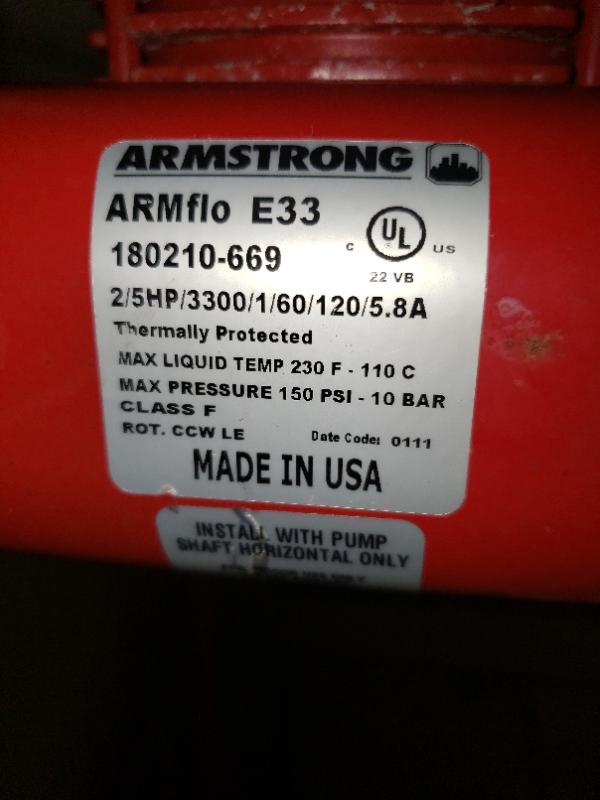 ARMSTRONG
ARMflo E33
C UL US
180210-669
22 VB
2/5HP/3300/1/60/120/5.8A
Thermally Protected
MAX LIQUID TEMP 230 F - 110 C
MAX PRESSURE 150 PSI - 10 BAR
CLASS F
ROT. CCW LE Date Code: 0111
MADE IN USA
INSTALL WITH PUMP
SHAFT HORIZONTAL ONLY